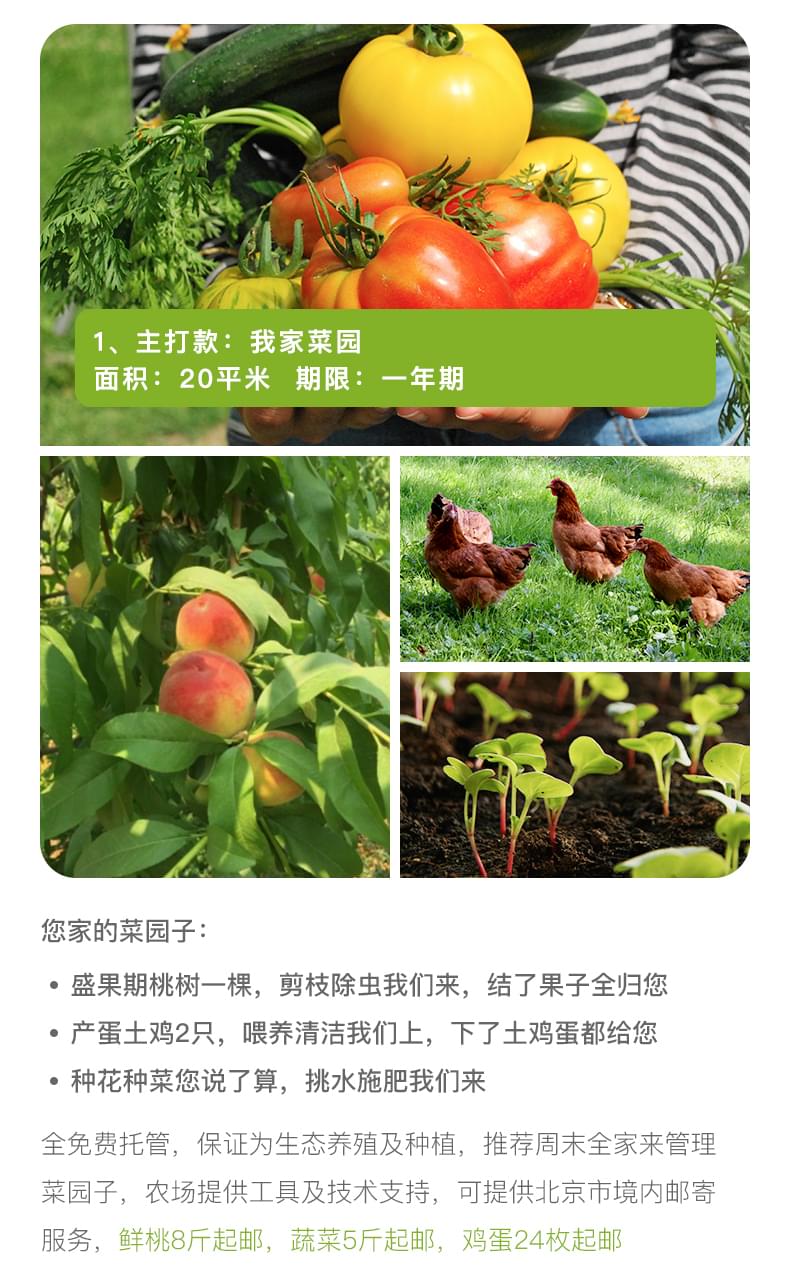 1、主打款：我家菜园
面积：20平米 期限：一年期
您家的菜园子：
• 盛果期桃树一棵，剪枝除虫我们来，结了果子全归您
• 产蛋土鸡2只，喂养清洁我们上，下了土鸡蛋都给您
• 种花种菜您说了算，挑水施肥我们来
全免费托管，保证为生态养殖及种植，推荐周末全家来管理
菜园子，农场提供工具及技术支持，可提供北京市境内邮寄
服务，鲜桃8斤起邮，蔬菜5斤起邮，鸡蛋24枚起邮